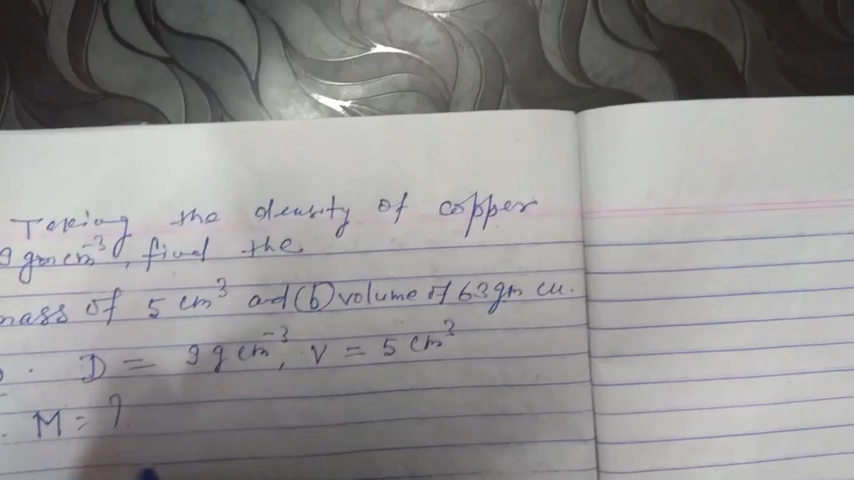 Taking the density of copper
9 gm cm⁻³, find the
mass of 5 cm³ and (b) volume of 63 gm cu.
D = 9 g cm⁻³, V = 5 cm³
M = ?